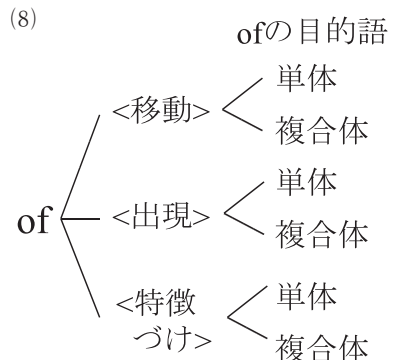 (8)
ofの目的語
単体
<移動>
複合体
単体
of
<出現>
複合体
<特徴
づけ>
単体
複合体